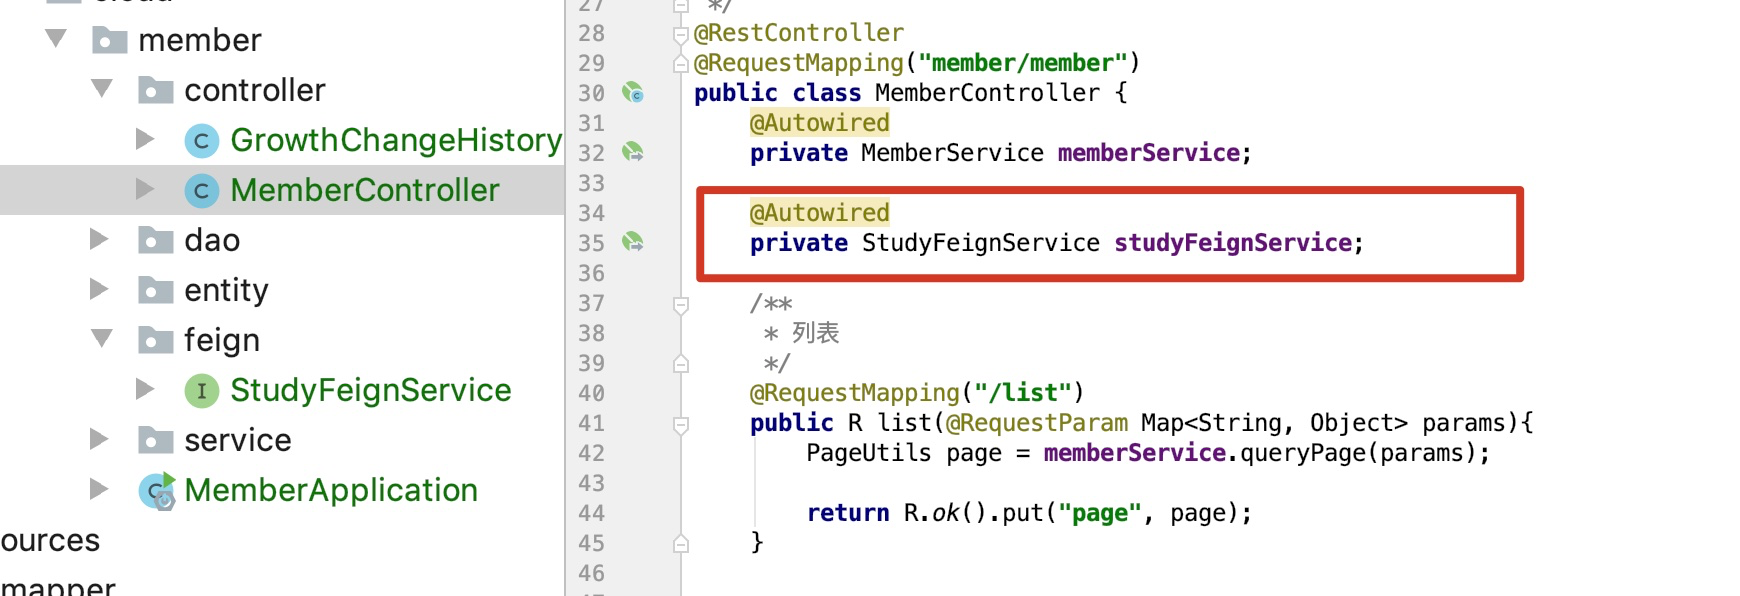 cloud
member
controller
GrowthChangeHistory
MemberController
dao
entity
feign
StudyFeignService
service
MemberApplication
ources
mapper
27 */
28 @RestController
29 @RequestMapping("member/member")
30 public class MemberController {
31 @Autowired
32 private MemberService memberService;
33
34 @Autowired
35 private StudyFeignService studyFeignService;
36
37 /**
38 * 列表
39 */
40 @RequestMapping("/list")
41 public R list(@RequestParam Map<String, Object> params){
42 PageUtils page = memberService.queryPage(params);
43
44 return R.ok().put("page", page);
45 }
46